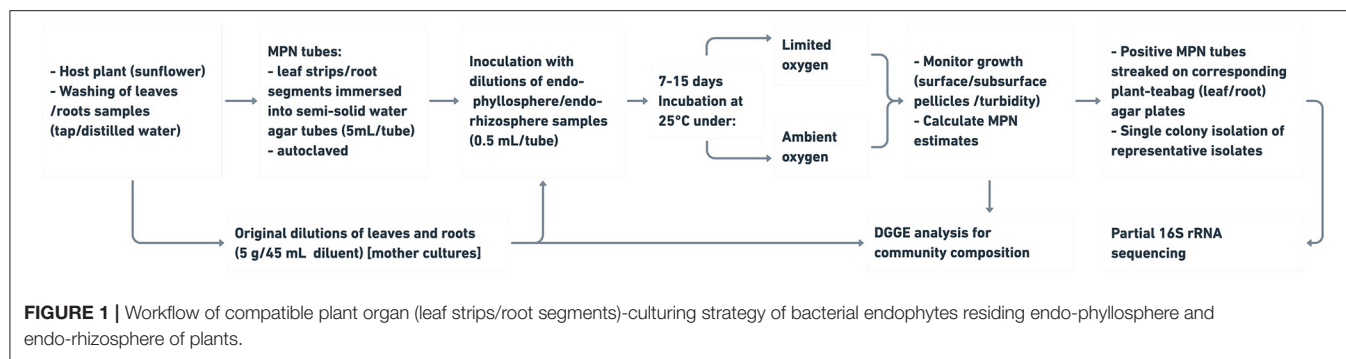 - Host plant (sunflower)
- Washing of leaves
/roots samples
(tap/distilled water)
MPN tubes:
- leaf strips/root
segments immersed
into semi-solid water
agar tubes (5mL/tube)
- autoclaved
Inoculation with
dilutions of endo-
phyllosphere/endo-
rhizosphere samples
(0.5 mL/tube)
7-15 days
Incubation at
25°C under:
Limited
oxygen
Ambient
oxygen
- Monitor growth
(surface/subsurface
pellicles /turbidity)
- Calculate MPN
estimates
- Positive MPN tubes
streaked on corresponding
plant-teabag (leaf/root)
agar plates
- Single colony isolation of
representative isolates
Original dilutions of leaves and roots
(5 g/45 mL diluent) [mother cultures]
DGGE analysis for
community composition
Partial 16S rRNA
sequencing
FIGURE 1 | Workflow of compatible plant organ (leaf strips/root segments)-culturing strategy of bacterial endophytes residing endo-phyllosphere and
endo-rhizosphere of plants.